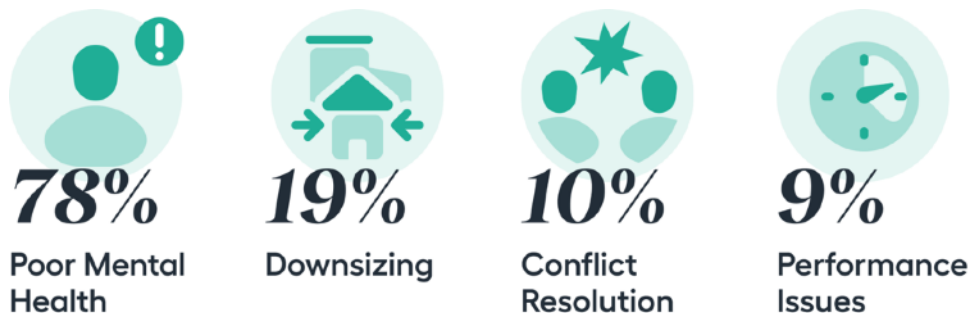 78%
Poor Mental
Health
19%
Downsizing
10%
Conflict
Resolution
9%
Performance
Issues